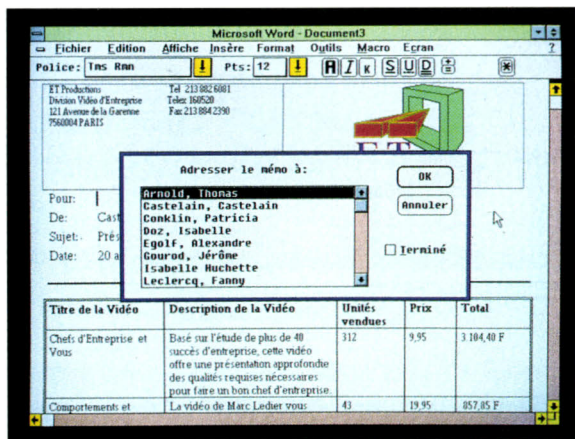 Microsoft Word - Document3
Fichier Edition Affiche Insère Format Outils Macro Ecran ?
Police: Tms Rmn Pts: 12 G I K S U D
ET Productions Tel 213 882 6081
Division Vidéo d'Entreprise Telex 160520
121 Avenue de la Garenne Fax 213 884 2390
7560084 PARIS
ET
Adresser le mémo à:
OK
Annuler
Terminé
Arnold, Thomas
Castelain, Castelain
Conklin, Patricia
Doz, Isabelle
Egolf, Alexandre
Gourod, Jérôme
Isabelle Huchette
Leclercq, Fanny
Pour:
De: Cast
Sujet: Prés
Date: 20 a
Titre de la Vidéo Description de la Vidéo Unités vendues Prix Total
Chefs d'Entreprise et Vous
Basé sur l'étude de plus de 40
succès d'entreprise, cette vidéo
offre une présentation approfondie
des qualités requises nécessaires
pour faire un bon chef d'entreprise.
312 9,95 3 104,40 F
Comportements et La vidéo de Marc Ledier vous 43 19,95 857,85 F